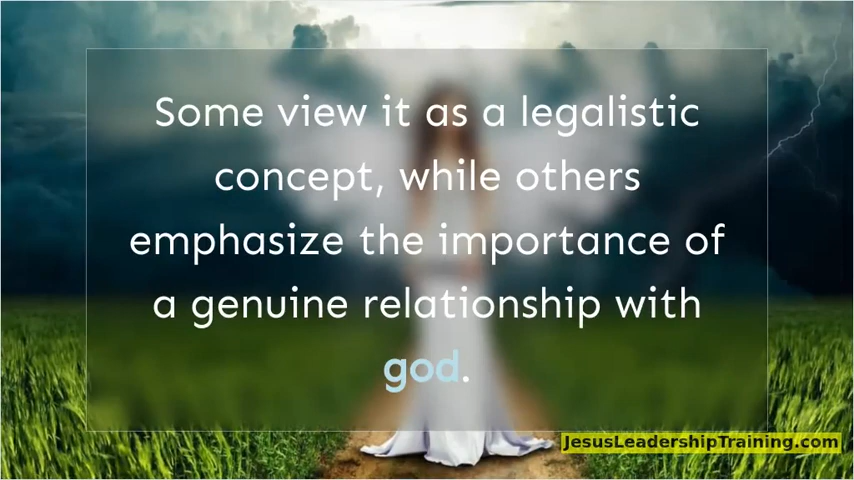 Some view it as a legalistic
concept, while others
emphasize the importance of
a genuine relationship with
god.
JesusLeadershipTraining.com